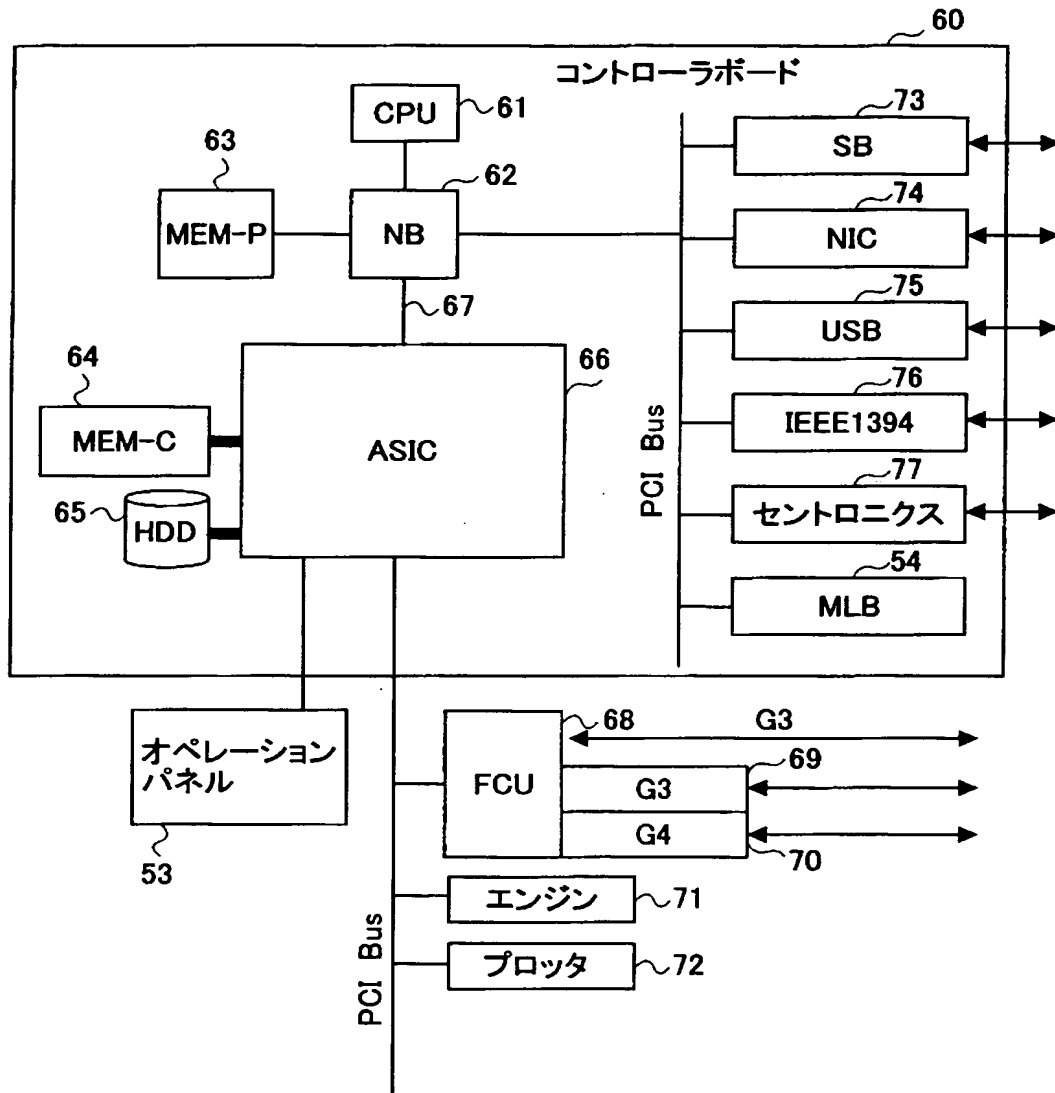 60
コントローラボード
CPU
61
63
MEM-P
62
NB
67
73
SB
74
NIC
75
USB
76
IEEE1394
77
セントロニクス
54
MLB
PCI Bus
64
MEM-C
65
HDD
66
ASIC
オペレーション
パネル
53
68
FCU
G3
69
G3
G4
70
エンジン
71
プロッタ
72
PCI Bus